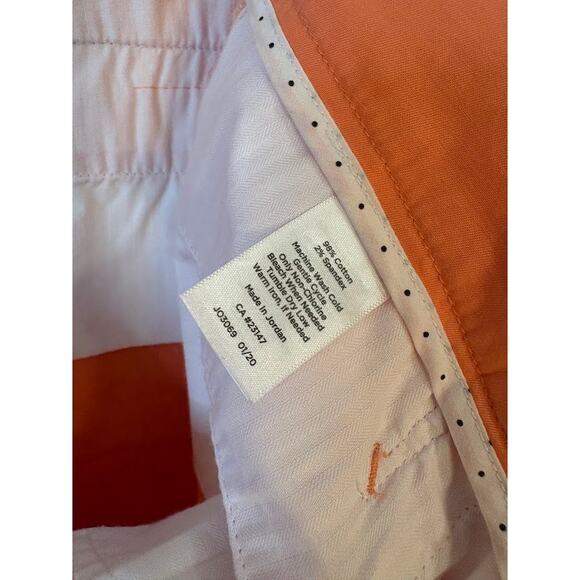 98% Cotton
2% Spandex
Machine Wash Cold
Gentle Cycle
Only Non-Chlorine
Bleach When Needed
Tumble Dry Low
Warm Iron, If Needed
CA #23147
Made in Jordan
JO3069 01/20